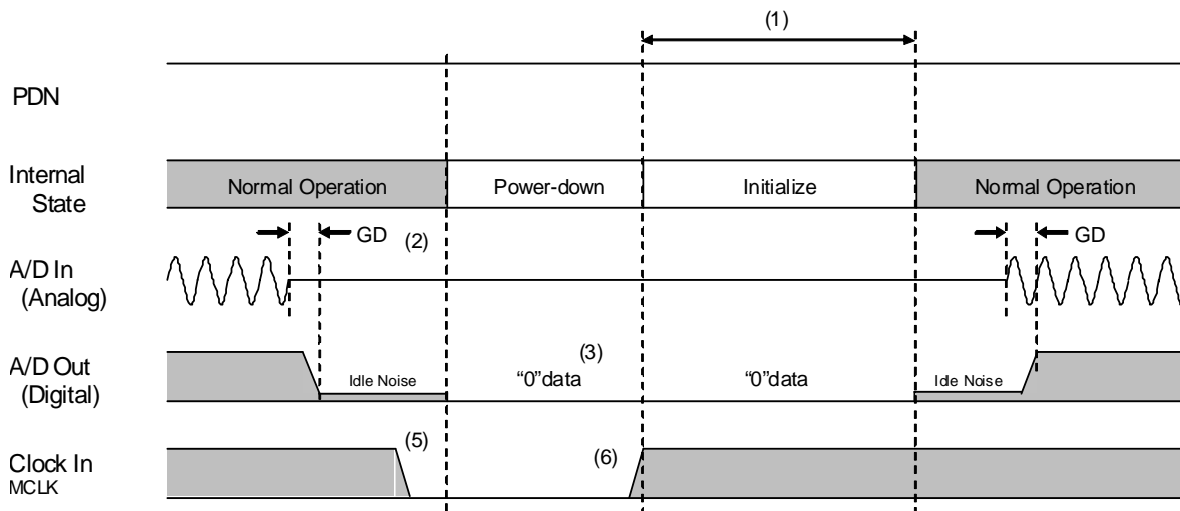 (1)
PDN
Internal
State
Normal Operation
Power-down
Initialize
Normal Operation
GD
(2)
GD
A/D In
(Analog)
A/D Out
(Digital)
Idle Noise
(3)
“0”data
“0”data
Idle Noise
Clock In
MCLK
(5)
(6)